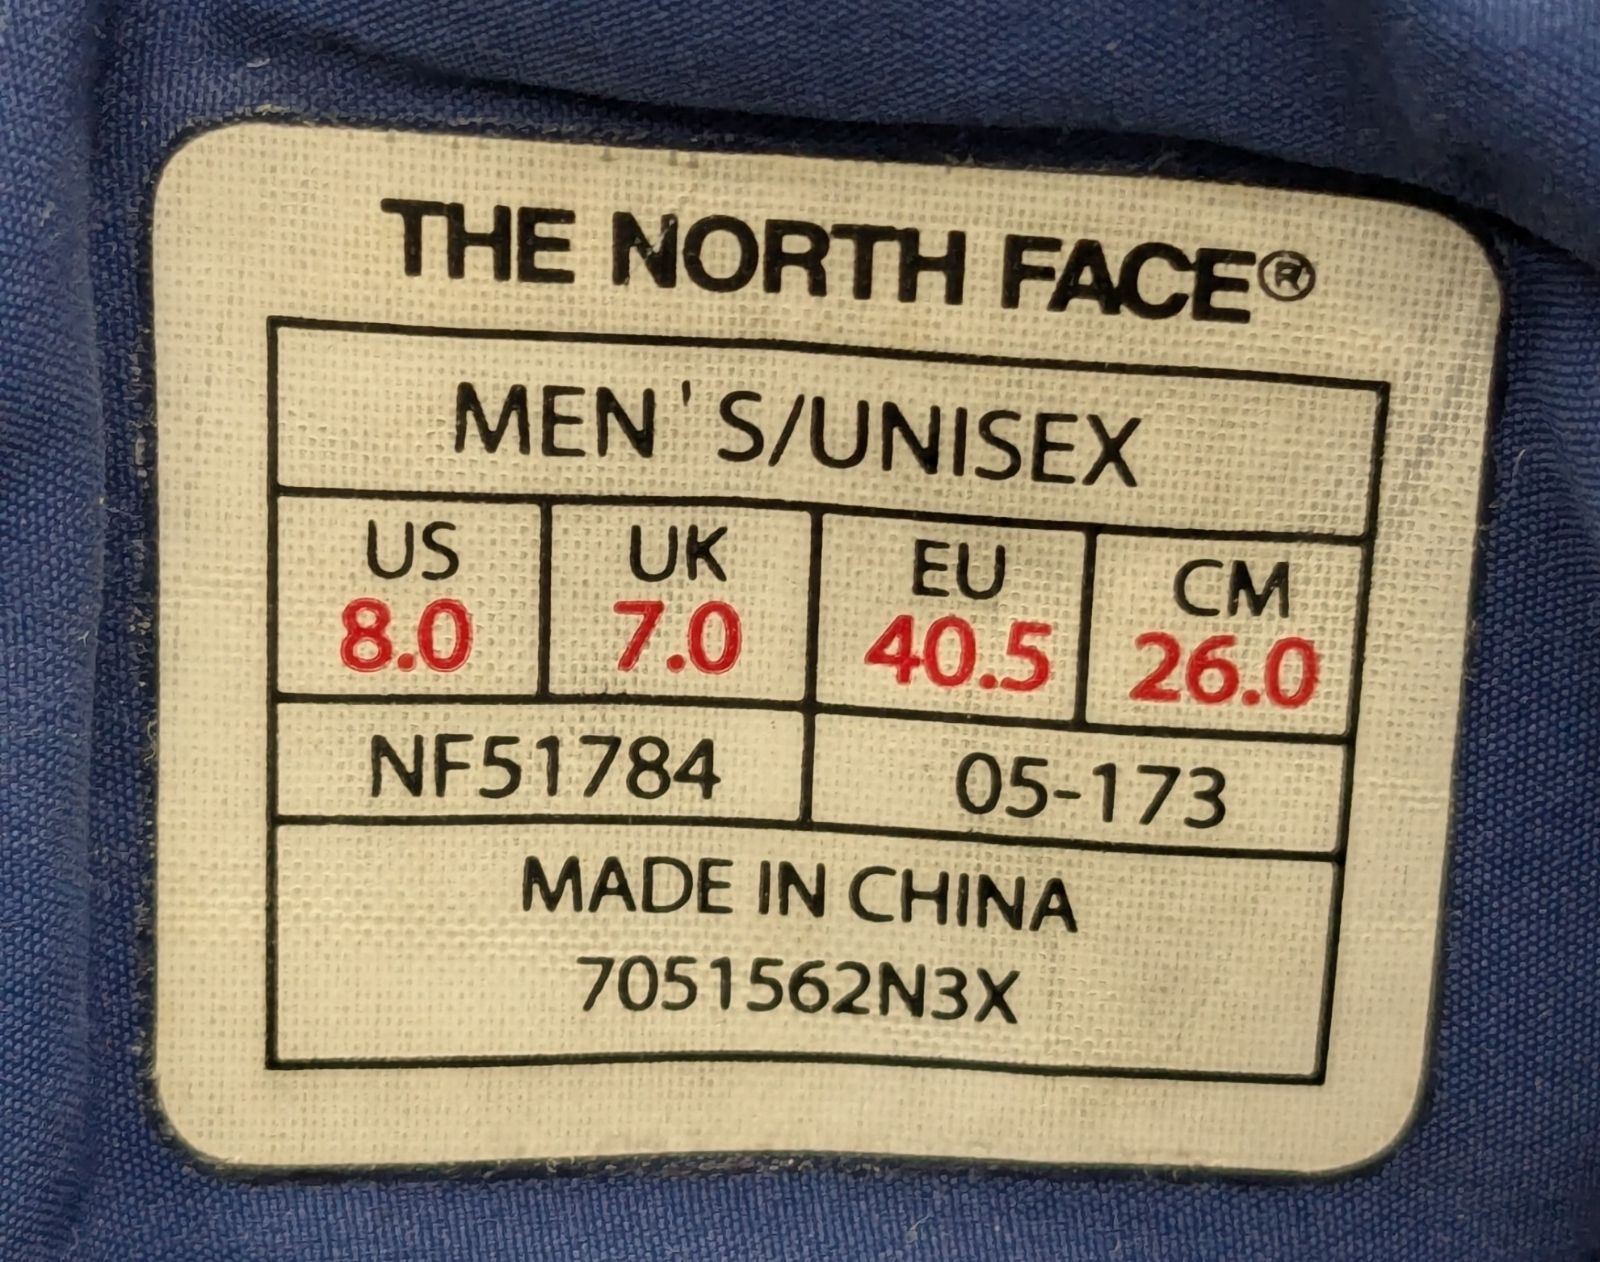 THE NORTH FACE®
MEN'S/UNISEX
US UK EU CM
8.0 7.0 40.5 26.0
NF51784 05-173
MADE IN CHINA
7051562N3X